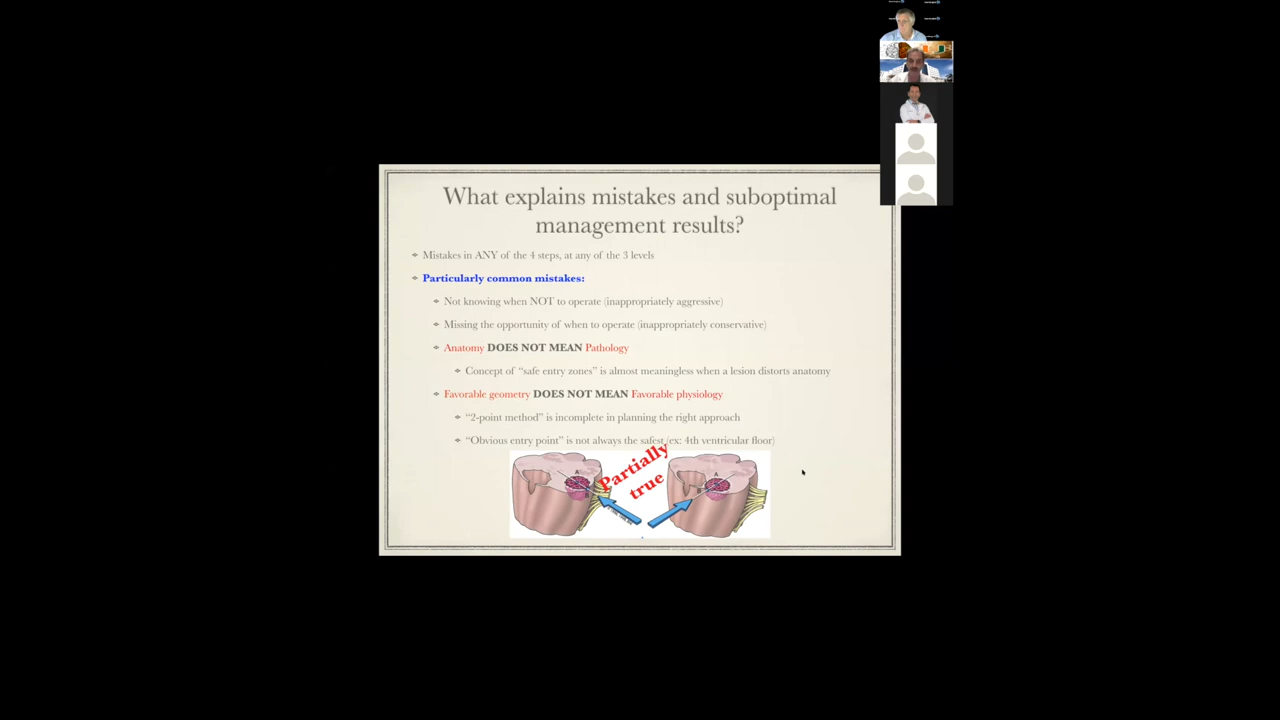 What explains mistakes and suboptimal
management results?
Mistakes in ANY of the 4 steps, at any of the 3 levels
Particularly common mistakes:
Not knowing when NOT to operate (inappropriately aggressive)
Missing the opportunity of when to operate (inappropriately conservative)
Anatomy DOES NOT MEAN Pathology
Concept of “safe entry zones” is almost meaningless when a lesion distorts anatomy
Favorable geometry DOES NOT MEAN Favorable physiology
“2-point method” is incomplete in planning the right approach
“Obvious entry point” is not always the safest (ex: 4th ventricular floor)
Partially
true
A
B
A